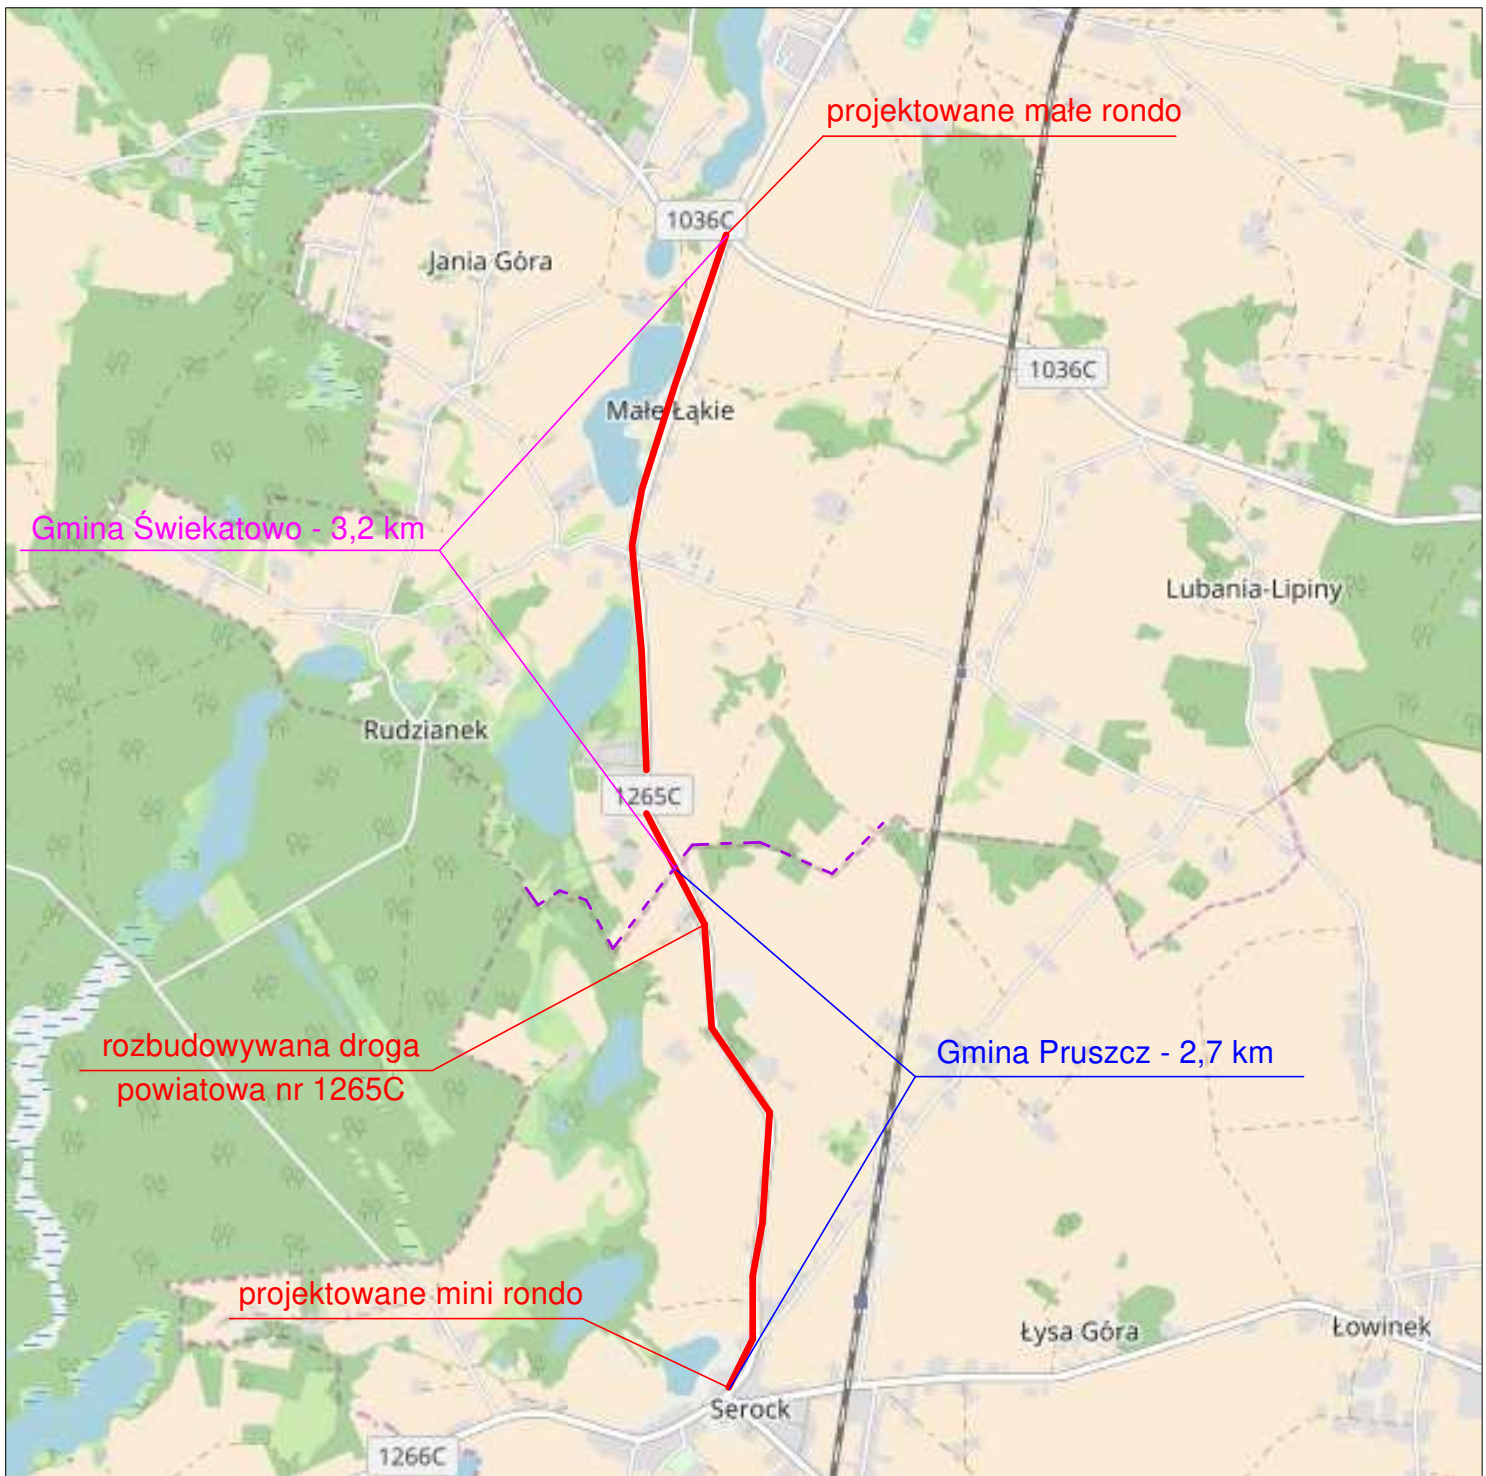 projektowane małe rondo
1036C
Jania Góra
1036C
Małe Łąkie
Gmina Świekatowo - 3,2 km
Lubania-Lipiny
Rudzianek
1265C
rozbudowywana droga
powiatowa nr 1265C
Gmina Pruszcz - 2,7 km
projektowane mini rondo
Łysa Góra
Łowinek
Serock
1266C